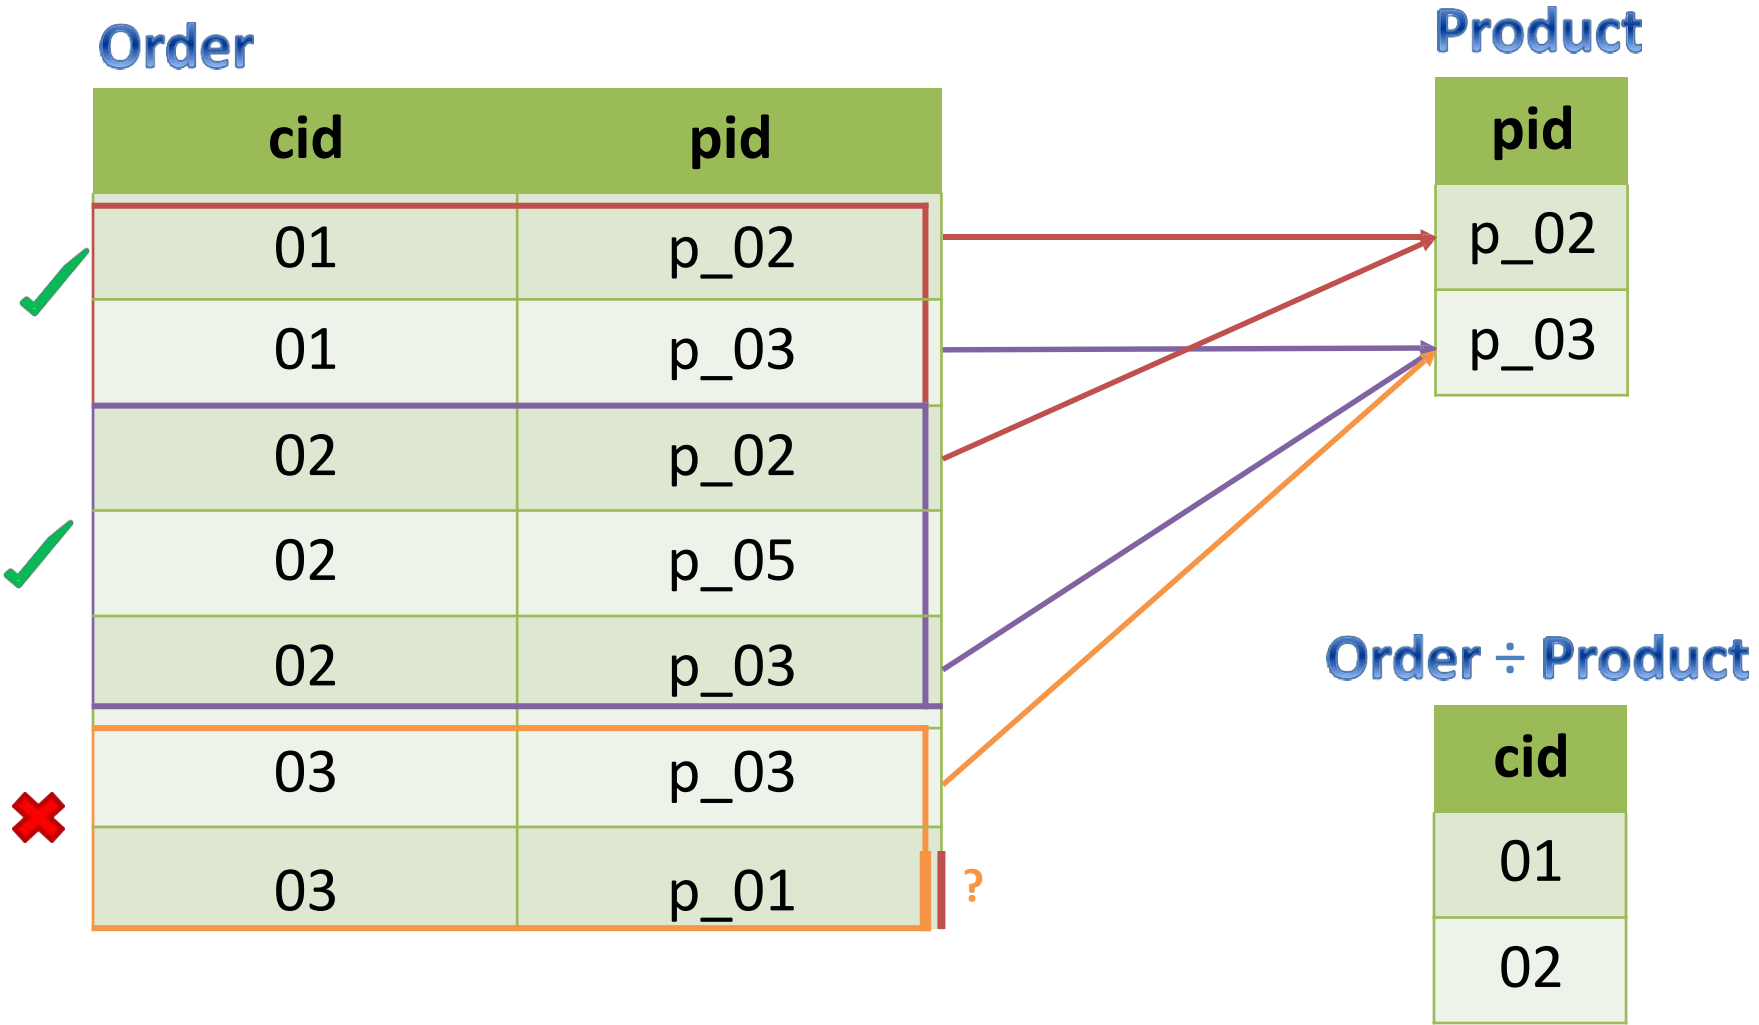 Order
cid pid
01 p_02
01 p_03
02 p_02
02 p_05
02 p_03
03 p_03
03 p_01
?
Product
pid
p_02
p_03
Order ÷ Product
cid
01
02